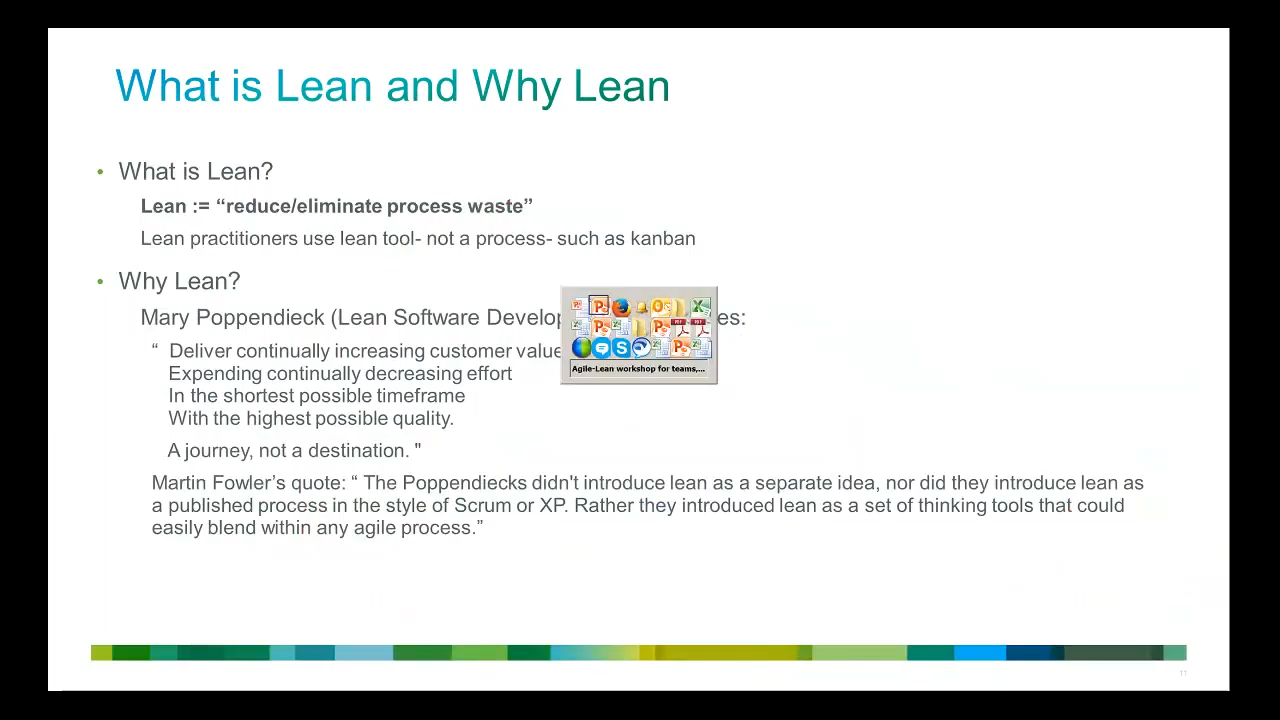 What is Lean and Why Lean
• What is Lean?
Lean := “reduce/eliminate process waste”
Lean practitioners use lean tool- not a process- such as kanban
• Why Lean?
Mary Poppendieck (Lean Software Develop es:
“ Deliver continually increasing customer value
Expending continually decreasing effort
In the shortest possible timeframe
With the highest possible quality.
A journey, not a destination. "
Martin Fowler’s quote: “ The Poppendiecks didn't introduce lean as a separate idea, nor did they introduce lean as
a published process in the style of Scrum or XP. Rather they introduced lean as a set of thinking tools that could
easily blend within any agile process.”
Agile-Lean workshop for teams,...
11